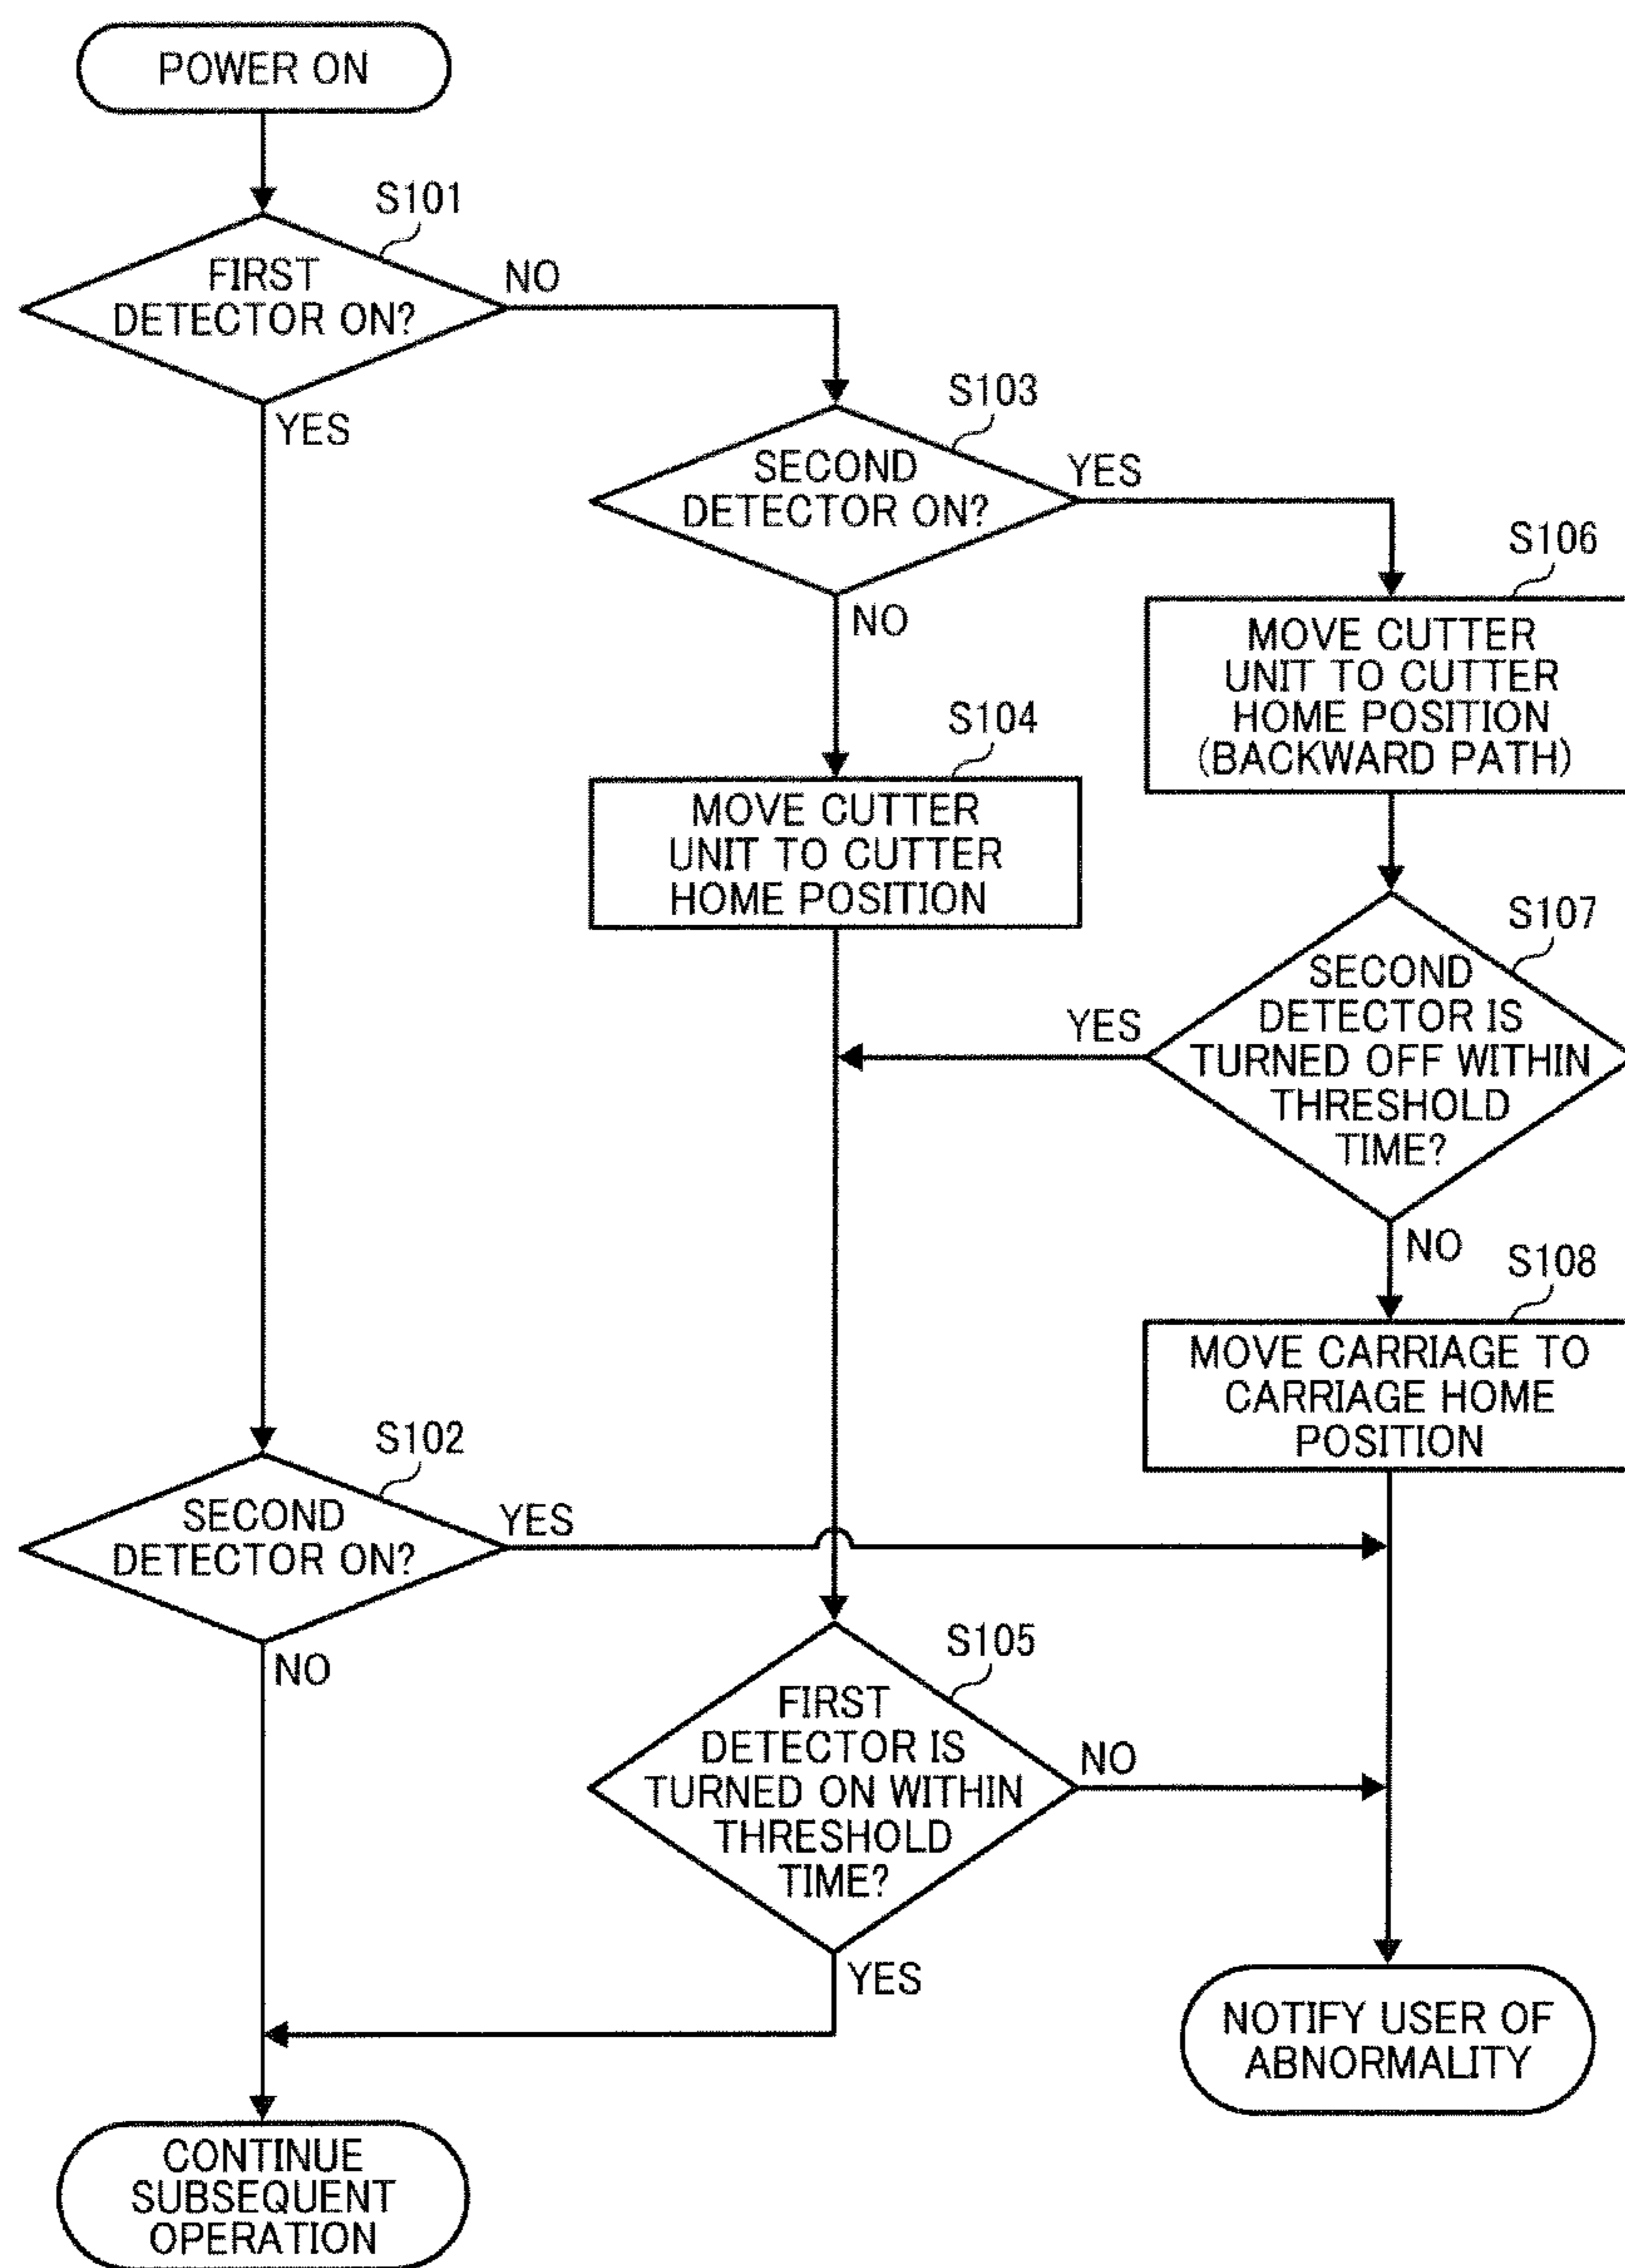 POWER ON
S101
FIRST
DETECTOR ON?
NO
YES
S103
SECOND
DETECTOR ON?
YES
NO
S106
MOVE CUTTER
UNIT TO CUTTER
HOME POSITION
(BACKWARD PATH)
S104
MOVE CUTTER
UNIT TO CUTTER
HOME POSITION
S107
SECOND
DETECTOR IS
TURNED OFF WITHIN
THRESHOLD
TIME?
YES
NO
S108
MOVE CARRIAGE TO
CARRIAGE HOME
POSITION
S102
SECOND
DETECTOR ON?
YES
NO
S105
FIRST
DETECTOR IS
TURNED ON WITHIN
THRESHOLD
TIME?
NO
YES
NOTIFY USER OF
ABNORMALITY
CONTINUE
SUBSEQUENT
OPERATION